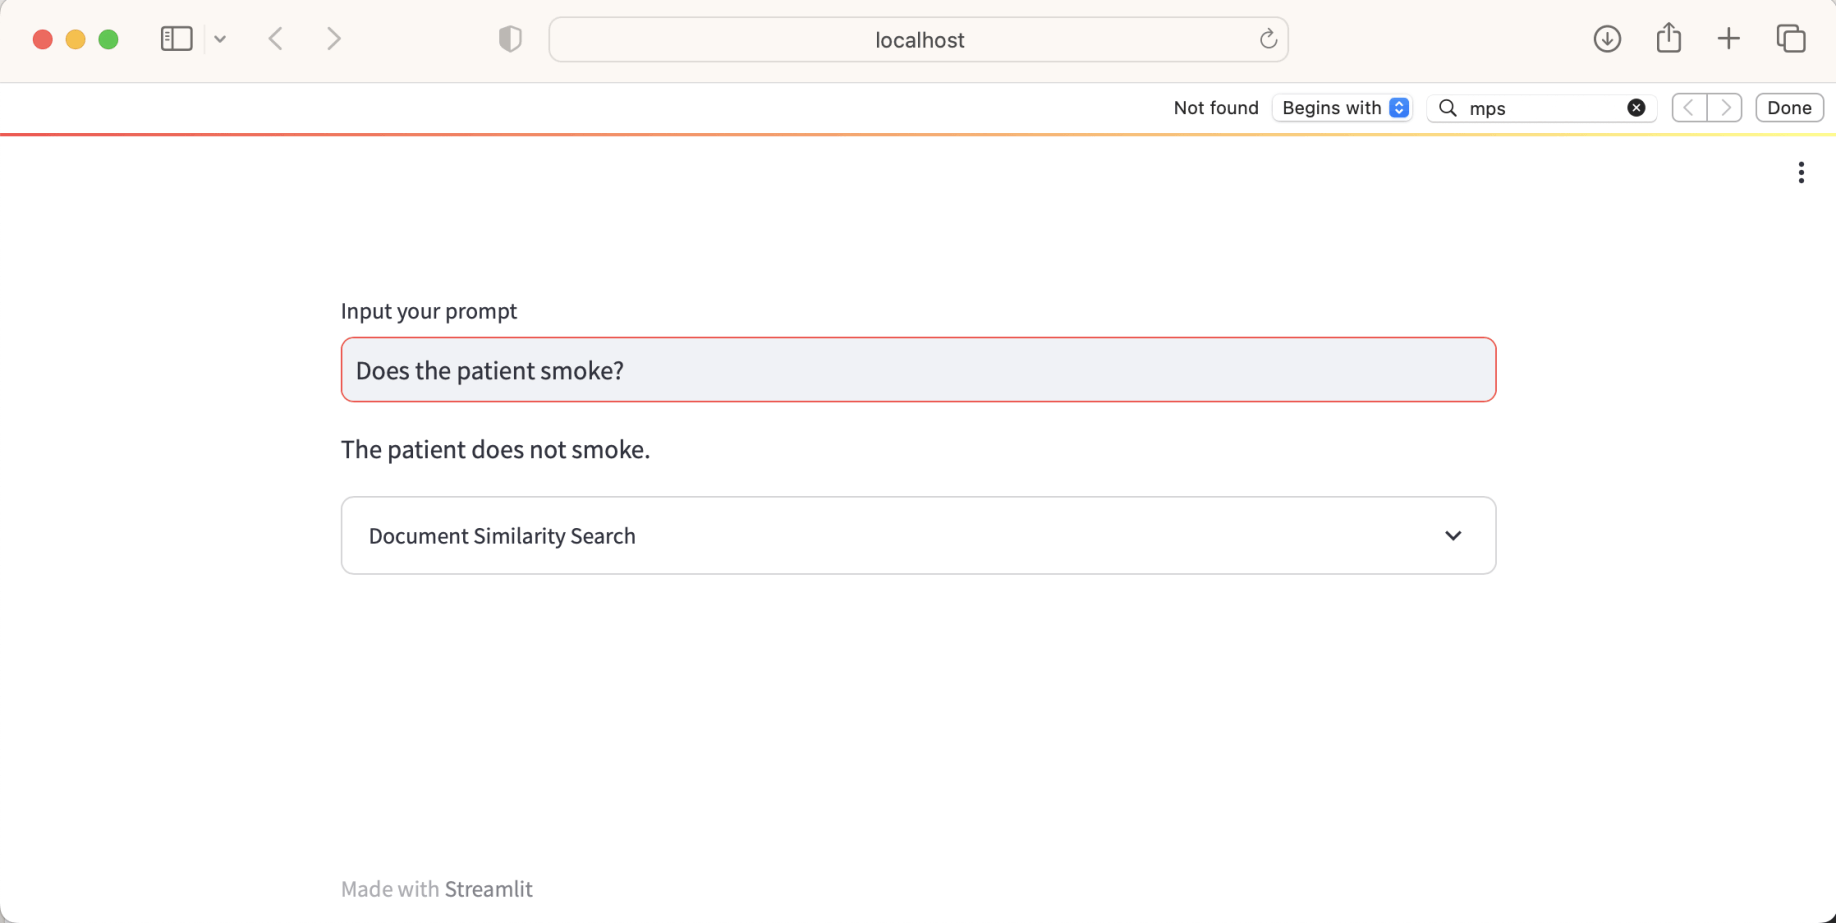 localhost
Not found Begins with mps Done
Input your prompt
Does the patient smoke?
The patient does not smoke.
Document Similarity Search
Made with Streamlit